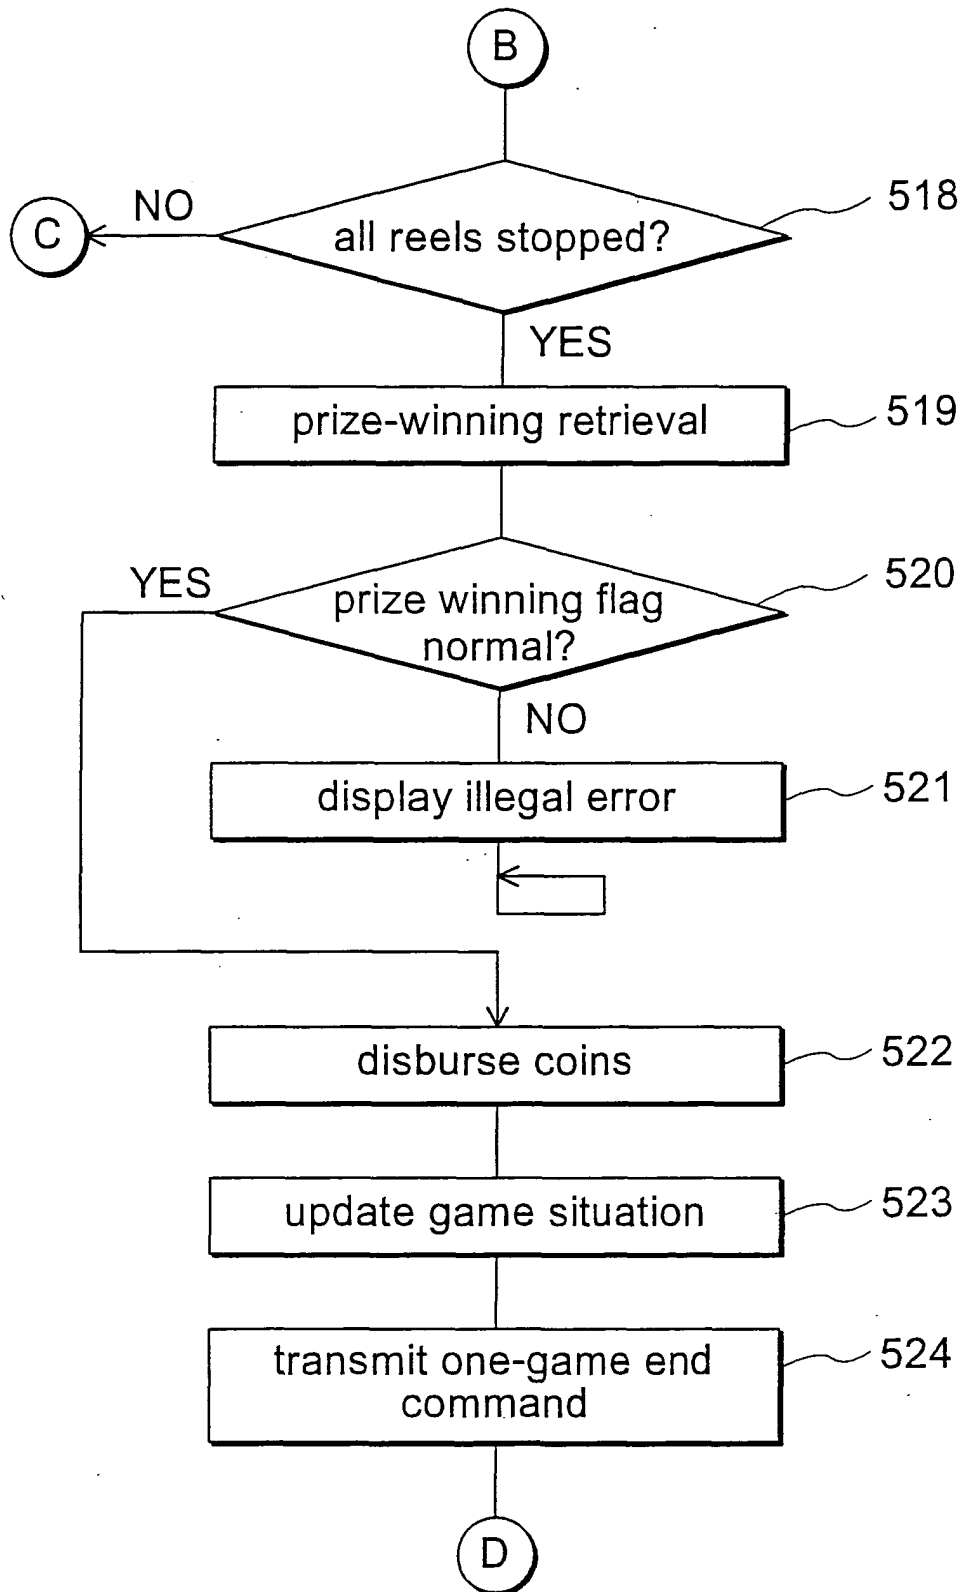 B
518
NO
C
all reels stopped?
YES
519
prize-winning retrieval
520
YES
prize winning flag
normal?
NO
521
display illegal error
522
disburse coins
523
update game situation
524
transmit one-game end
command
D